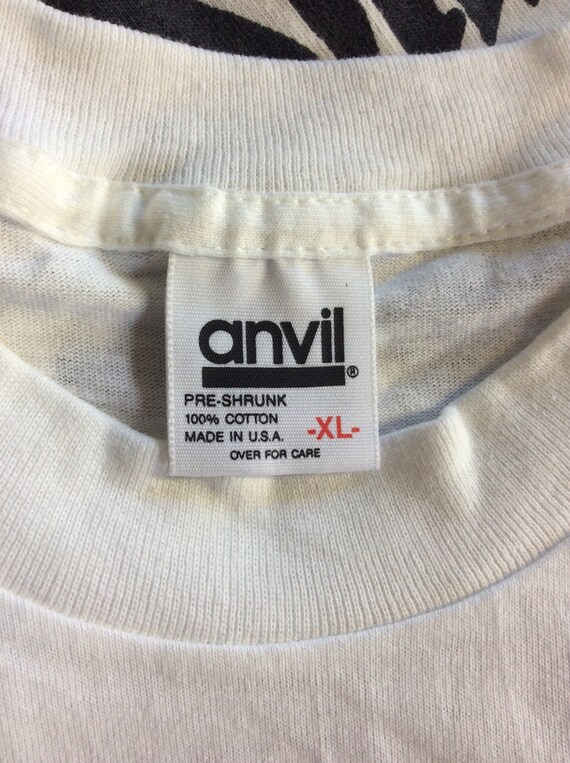 anvil®
PRE-SHRUNK
100% COTTON
MADE IN U.S.A. -XL-
OVER FOR CARE